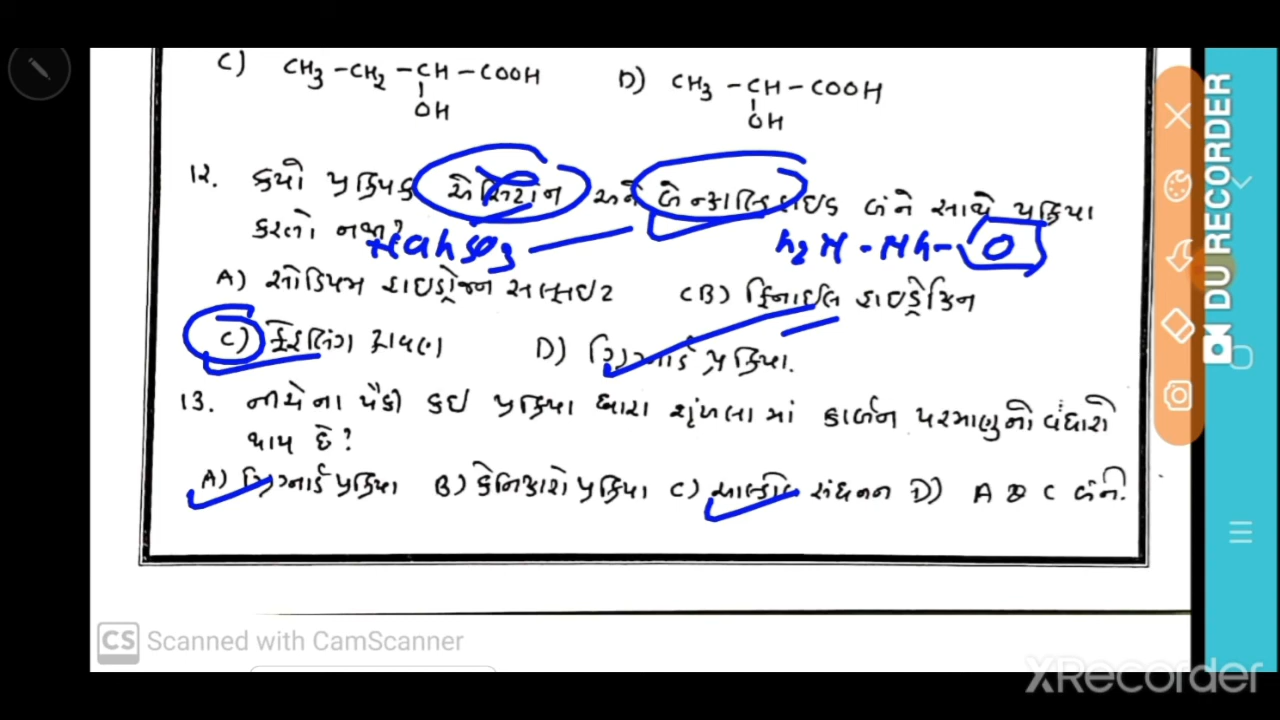 C) CH3 -CH2 -CH -COOH D) CH3 -CH-COOH
OH OH
12. કયો પ્રક્રિયક એસિટોન અને બેન્ઝાલ્ડિહાઇડ બંને સાથે પ્રક્રિયા
કરતો નથી?
NaHSO3 H2N-NH-
A) સોડિયમ હાઇડ્રોજન સલ્ફાઇટ (B) ફિનાઇલ હાઇડ્રેઝિન
C) ફેહલિંગ દ્રાવણ D) ગ્રિગ્નાર્ડ પ્રક્રિયા.
13. નીચેના પૈકી કઇ પ્રક્રિયા દ્વારા શૃંખલા માં કાર્બન પરમાણુનો વધારો
થાય છે?
A) ગ્રિગ્નાર્ડ પ્રક્રિયા B) કેનિઝારો પ્રક્રિયા C) આલ્ડોલ સંઘનન D) A & C બંને.
CS Scanned with CamScanner
DU RECORDER
XRecorder